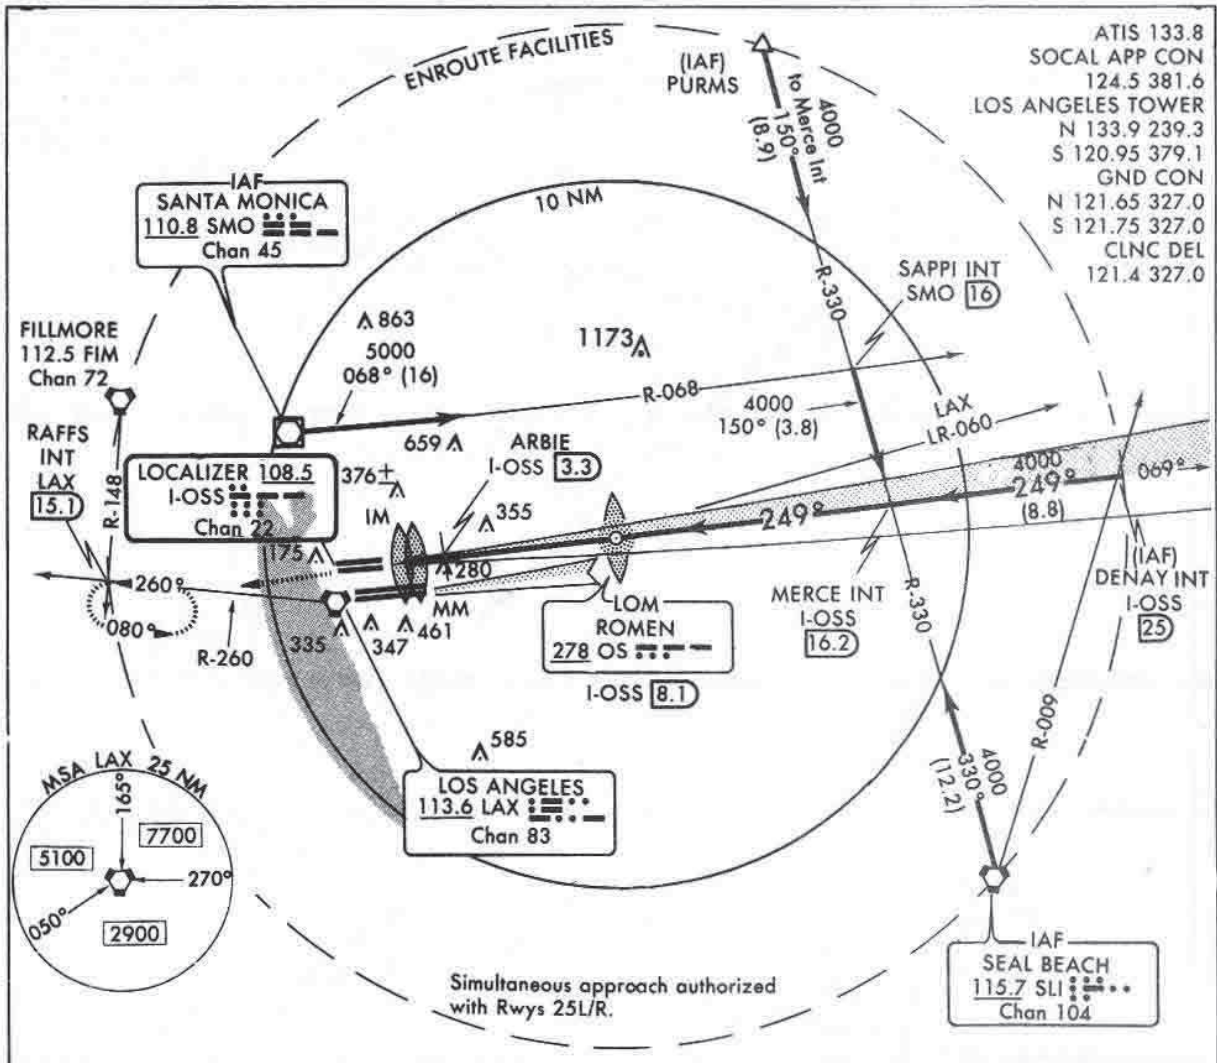 ENROUTE FACILITIES
(IAF)
PURMS
4000
to Merce Int
150°
(8.9)
ATIS 133.8
SOCAL APP CON
124.5 381.6
LOS ANGELES TOWER
N 133.9 239.3
S 120.95 379.1
GND CON
N 121.65 327.0
S 121.75 327.0
CLNC DEL
121.4 327.0
IAF
SANTA MONICA
110.8 SMO
Chan 45
10 NM
R-330
SAPPI INT
SMO 16
FILLMORE
112.5 FIM
Chan 72
863
5000
068° (16)
1173
R-068
4000
150° (3.8)
LAX
LR-060
659
RAFFS
INT
LAX
15.1
R-148
LOCALIZER 108.5
I-OSS
Chan 22
376±
ARBIE
I-OSS 3.3
IM
355
4000
249°
(8.8)
069°
249°
175
280
MM
260°
080°
R-260
335
347
461
LOM
ROMEN
278 OS
I-OSS 8.1
MERCE INT
I-OSS
16.2
R-330
(IAF)
DENAY INT
I-OSS
25
R-009
585
LOS ANGELES
113.6 LAX
Chan 83
4000
330°
(12.2)
MSA LAX 25 NM
165°
5100
7700
270°
050°
2900
Simultaneous approach authorized
with Rwys 25L/R.
IAF
SEAL BEACH
115.7 SLI
Chan 104